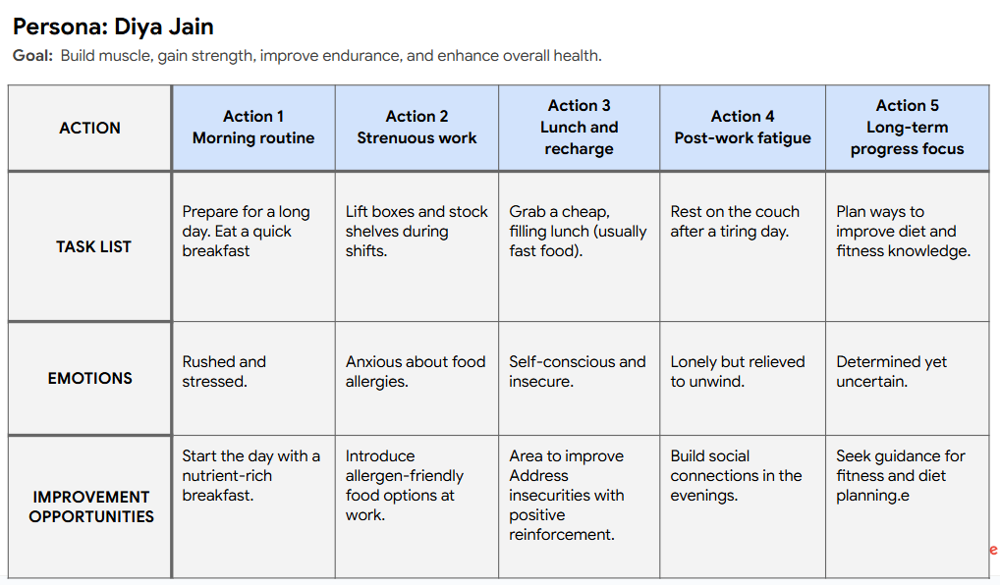 Persona: Diya Jain
Goal: Build muscle, gain strength, improve endurance, and enhance overall health.
ACTION
Action 1
Morning routine
Action 2
Strenuous work
Action 3
Lunch and
recharge
Action 4
Post-work fatigue
Action 5
Long-term
progress focus
TASK LIST
Prepare for a long
day. Eat a quick
breakfast
Lift boxes and stock
shelves during
shifts.
Grab a cheap,
filling lunch (usually
fast food).
Rest on the couch
after a tiring day.
Plan ways to
improve diet and
fitness knowledge.
EMOTIONS
Rushed and
stressed.
Anxious about food
allergies.
Self-conscious and
insecure.
Lonely but relieved
to unwind.
Determined yet
uncertain.
IMPROVEMENT
OPPORTUNITIES
Start the day with a
nutrient-rich
breakfast.
Introduce
allergen-friendly
food options at
work.
Area to improve
Address
insecurities with
positive
reinforcement.
Build social
connections in the
evenings.
Seek guidance for
fitness and diet
planning.e
e